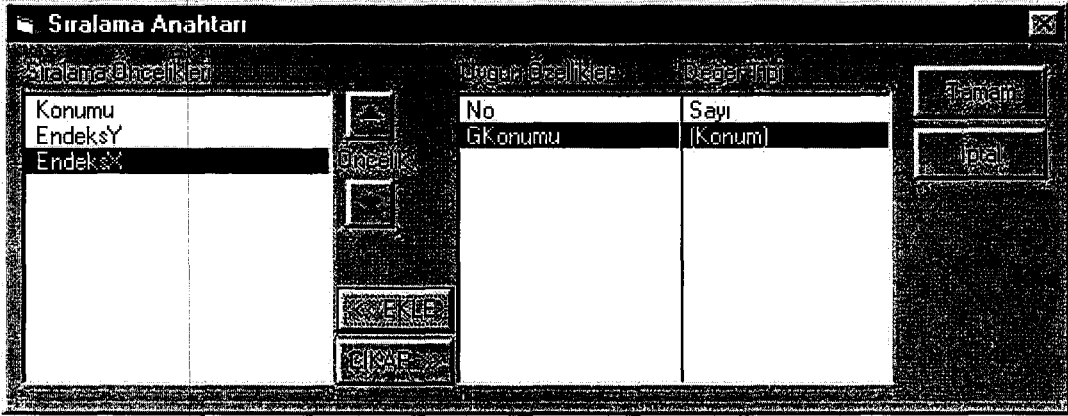 Sıralama Anahtarı
Sıralama Öncelikleri
Uygun Özellikler
Değer Tipi
Tamam
İptal
Konumu
EndeksY
EndeksX
Öncelik
No
Sayı
GKonumu
(Konum)
<< EKLE
ÇIKAR >>